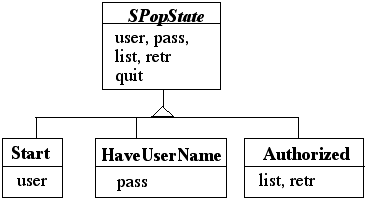 SPopState
user, pass,
list, retr
quit
Start
user
HaveUserName
pass
Authorized
list, retr